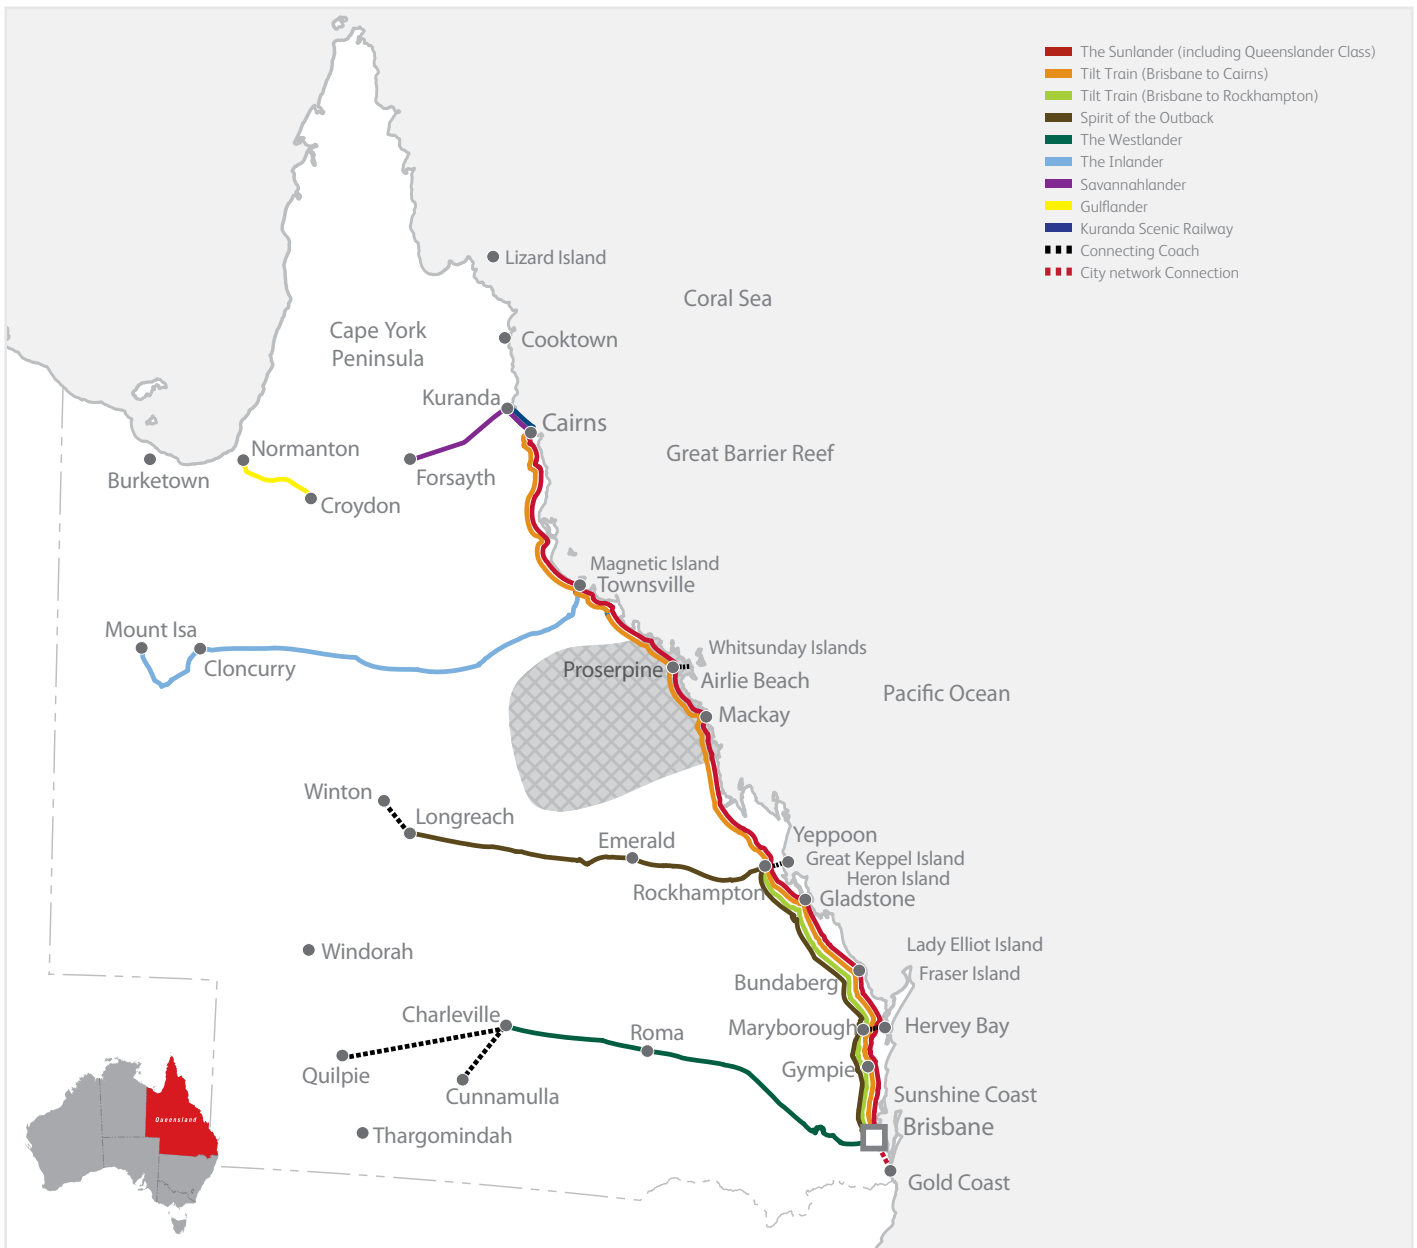 The Sunlander (including Queenslander Class)
Tilt Train (Brisbane to Cairns)
Tilt Train (Brisbane to Rockhampton)
Spirit of the Outback
The Westlander
The Inlander
Savannahlander
Gulflander
Kuranda Scenic Railway
Connecting Coach
City network Connection
Lizard Island
Coral Sea
Cape York
Peninsula
Cooktown
Kuranda
Cairns
Great Barrier Reef
Normanton
Burketown
Forsayth
Croydon
Magnetic Island
Townsville
Mount Isa
Cloncurry
Whitsunday Islands
Proserpine
Airlie Beach
Pacific Ocean
Mackay
Winton
Longreach
Emerald
Yeppoon
Great Keppel Island
Heron Island
Rockhampton
Gladstone
Windorah
Lady Elliot Island
Fraser Island
Bundaberg
Charleville
Roma
Maryborough
Hervey Bay
Quilpie
Gympie
Cunnamulla
Sunshine Coast
Queensland
Brisbane
Thargomindah
Gold Coast